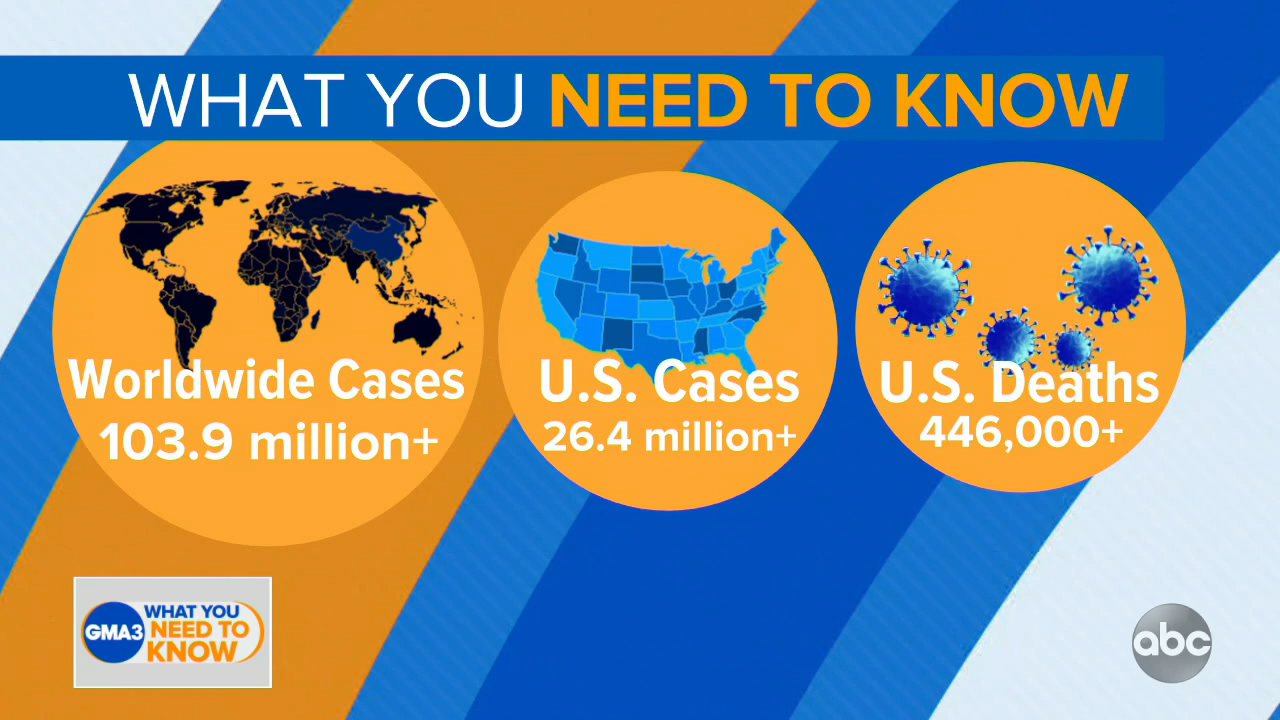 WHAT YOU NEED TO KNOW
Worldwide Cases
103.9 million+
U.S. Cases
26.4 million+
U.S. Deaths
446,000+
GMA3
WHAT YOU
NEED TO
KNOW
abc